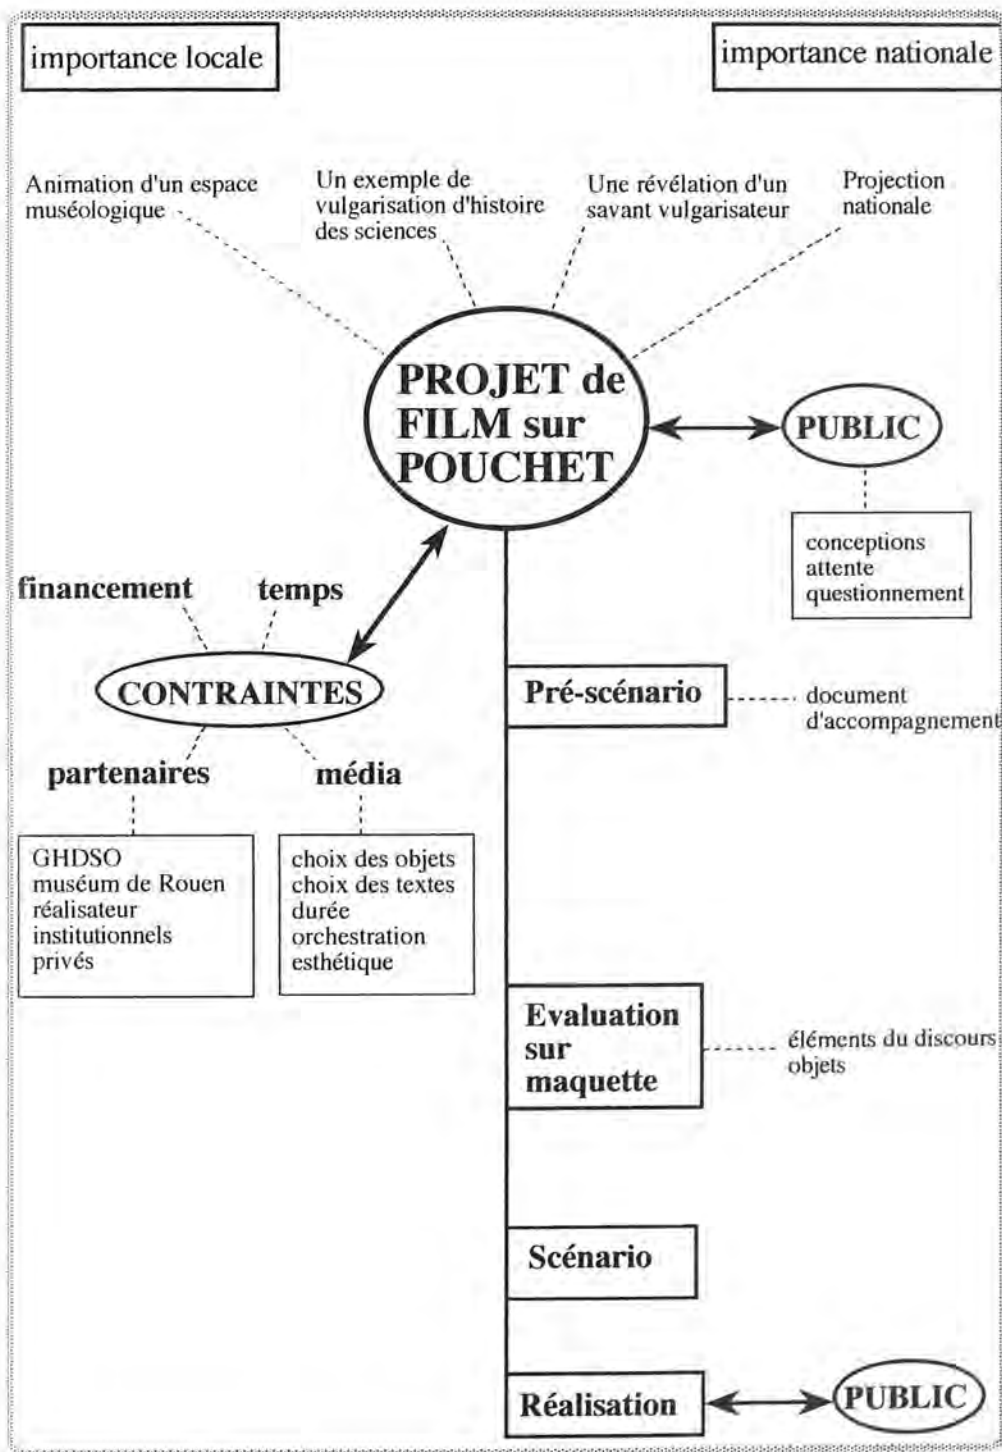 importance locale
importance nationale
Animation d'un espace
muséologique
Un exemple de
vulgarisation d'histoire
des sciences
Une révélation d'un
savant vulgarisateur
Projection
nationale
PROJET de
FILM sur
POUCHET
PUBLIC
conceptions
attente
questionnement
financement
temps
CONTRAINTES
partenaires
média
GHDSO
muséum de Rouen
réalisateur
institutionnels
privés
choix des objets
choix des textes
durée
orchestration
esthétique
Pré-scénario
document
d'accompagnement
Evaluation
sur
maquette
éléments du discours
objets
Scénario
Réalisation
PUBLIC